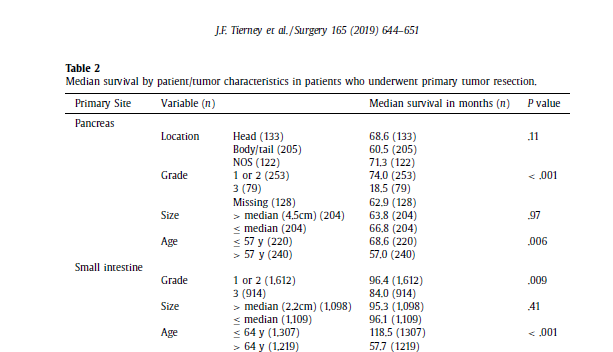 J.F. Tierney et al. / Surgery 165 (2019) 644–651
Table 2
Median survival by patient/tumor characteristics in patients who underwent primary tumor resection.
Primary Site Variable (n) Median survival in months (n) P value
Pancreas
Location Head (133) 68.6 (133) .11
Body/tail (205) 60.5 (205)
NOS (122) 71.3 (122)
Grade 1 or 2 (253) 74.0 (253) < .001
3 (79) 18.5 (79)
Missing (128) 62.9 (128)
Size > median (4.5cm) (204) 63.8 (204) .97
≤ median (204) 66.8 (204)
Age ≤ 57 y (220) 68.6 (220) .006
> 57 y (240) 57.0 (240)
Small intestine
Grade 1 or 2 (1,612) 96.4 (1,612) .009
3 (914) 84.0 (914)
Size > median (2.2cm) (1,098) 95.3 (1,098) .41
≤ median (1,109) 96.1 (1,109)
Age ≤ 64 y (1,307) 118.5 (1307) < .001
> 64 y (1,219) 57.7 (1219)